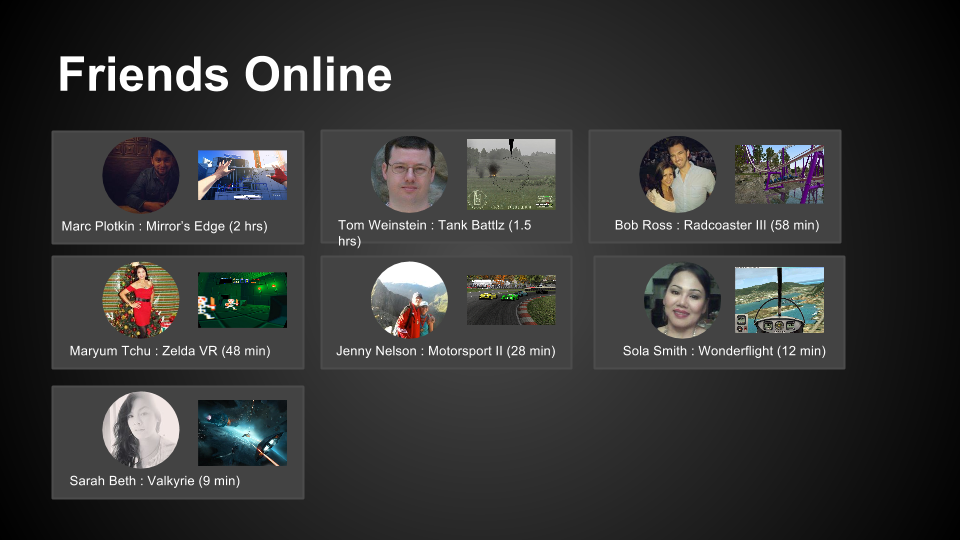 Friends Online
Marc Plotkin : Mirror's Edge (2 hrs)
Tom Weinstein : Tank Battlz (1.5
hrs)
Bob Ross : Radcoaster III (58 min)
Maryum Tchu : Zelda VR (48 min)
Jenny Nelson : Motorsport II (28 min)
Sola Smith : Wonderflight (12 min)
Sarah Beth : Valkyrie (9 min)